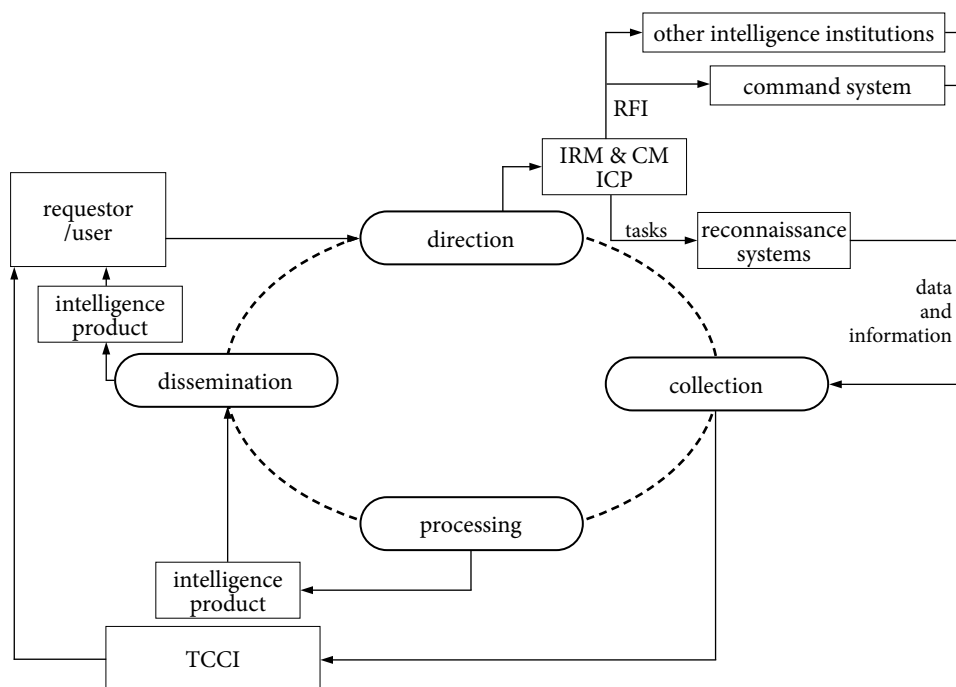 other intelligence institutions
command system
RFI
IRM & CM
ICP
requestor
/user
direction
tasks
reconnaissance
systems
intelligence
product
data
and
information
dissemination
collection
processing
intelligence
product
TCCI